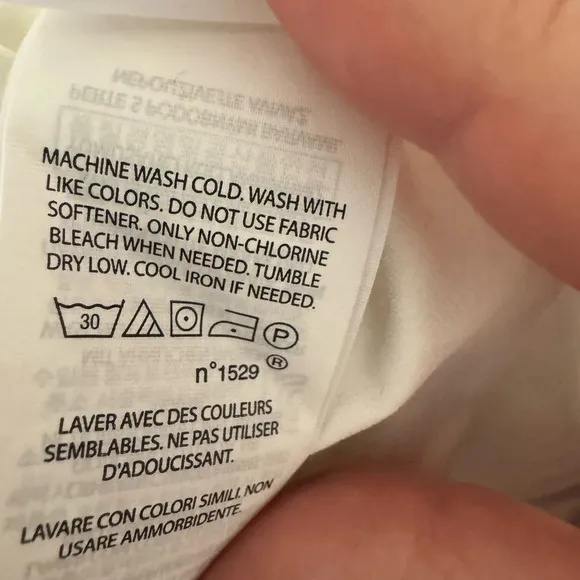 MACHINE WASH COLD. WASH WITH
LIKE COLORS. DO NOT USE FABRIC
SOFTENER. ONLY NON-CHLORINE
BLEACH WHEN NEEDED. TUMBLE
DRY LOW. COOL IRON IF NEEDED.
30 P
n°1529 ®
LAVER AVEC DES COULEURS
SEMBLABLES. NE PAS UTILISER
D'ADOUCISSANT.
LAVARE CON COLORI SIMILI. NON
USARE AMMORBIDENTE.